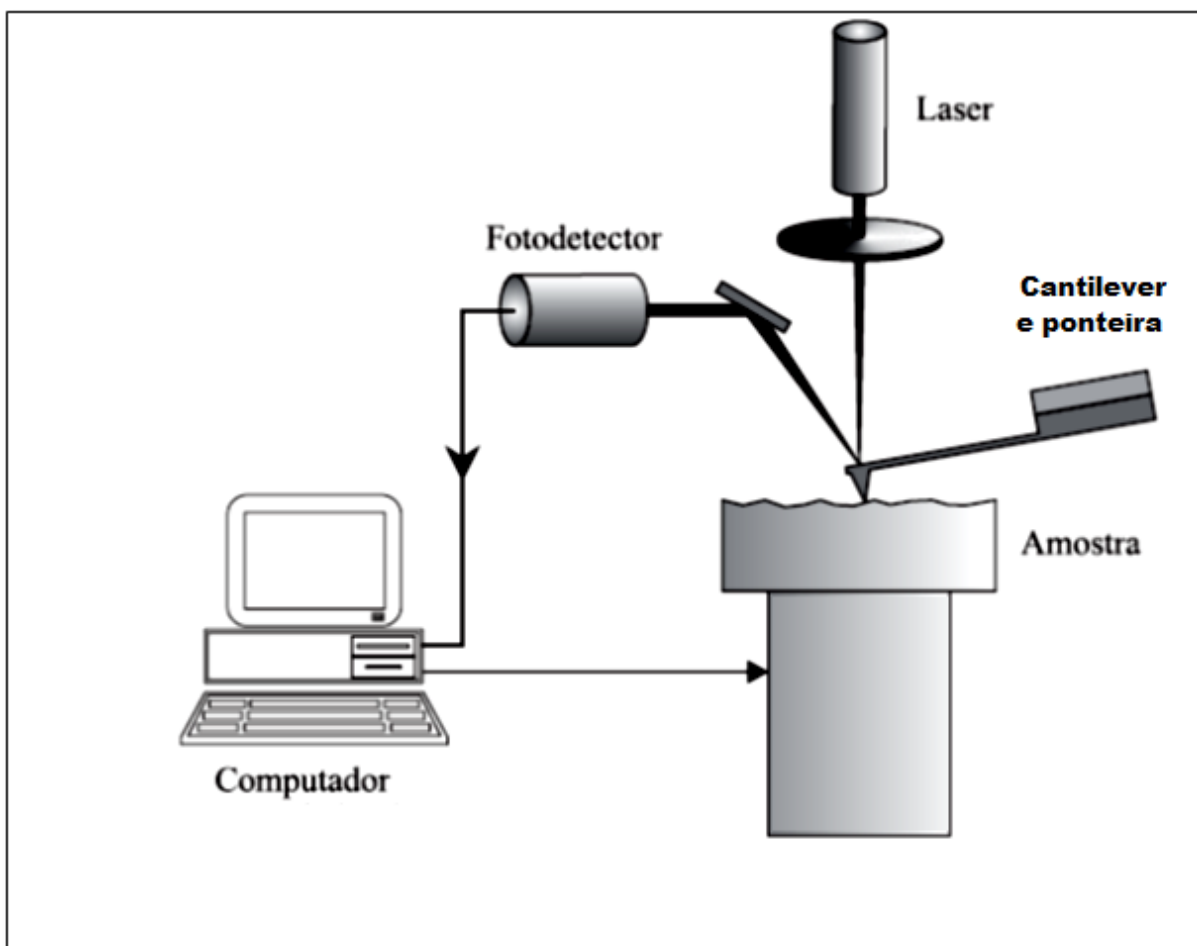 Laser
Fotodetector
Cantilever
e ponteira
Amostra
Computador